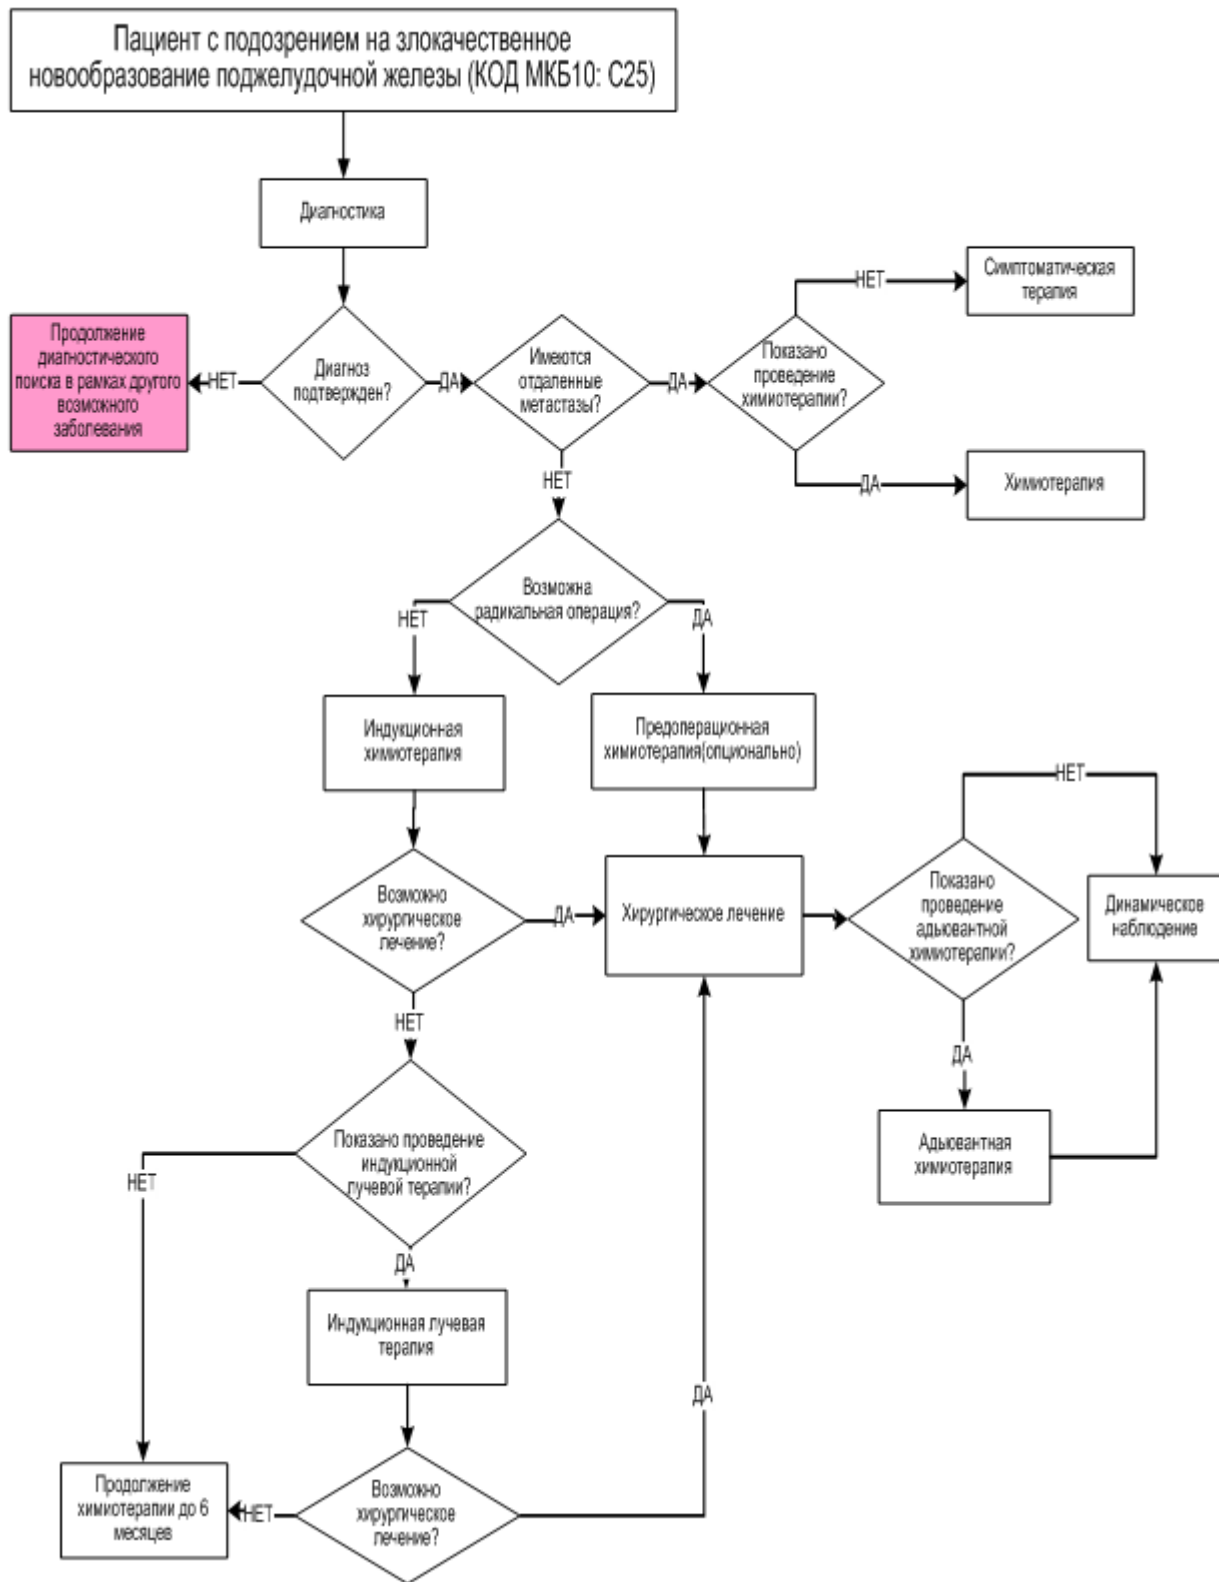 Пациент с подозрением на злокачественное
новообразование поджелудочной железы (КОД МКБ10: С25)
Диагностика
Диагноз
подтвержден?
НЕТ
Продолжение
диагностического
поиска в рамках другого
возможного
заболевания
ДА
Имеются
отдаленные
метастазы?
ДА
Показано
проведение
химиотерапии?
НЕТ
Симптоматическая
терапия
ДА
Химиотерапия
НЕТ
Возможна
радикальная операция?
НЕТ
ДА
Индукционная
химиотерапия
Предоперационная
химиотерапия(опционально)
Возможно
хирургическое
лечение?
ДА
Хирургическое лечение
Показано
проведение
адьювантной
химиотерапии?
НЕТ
Динамическое
наблюдение
ДА
Адьювантная
химиотерапия
НЕТ
Показано проведение
индукционной
лучевой терапии?
НЕТ
ДА
Индукционная лучевая
терапия
ДА
Возможно
хирургическое
лечение?
НЕТ
Продолжение
химиотерапии до 6
месяцев